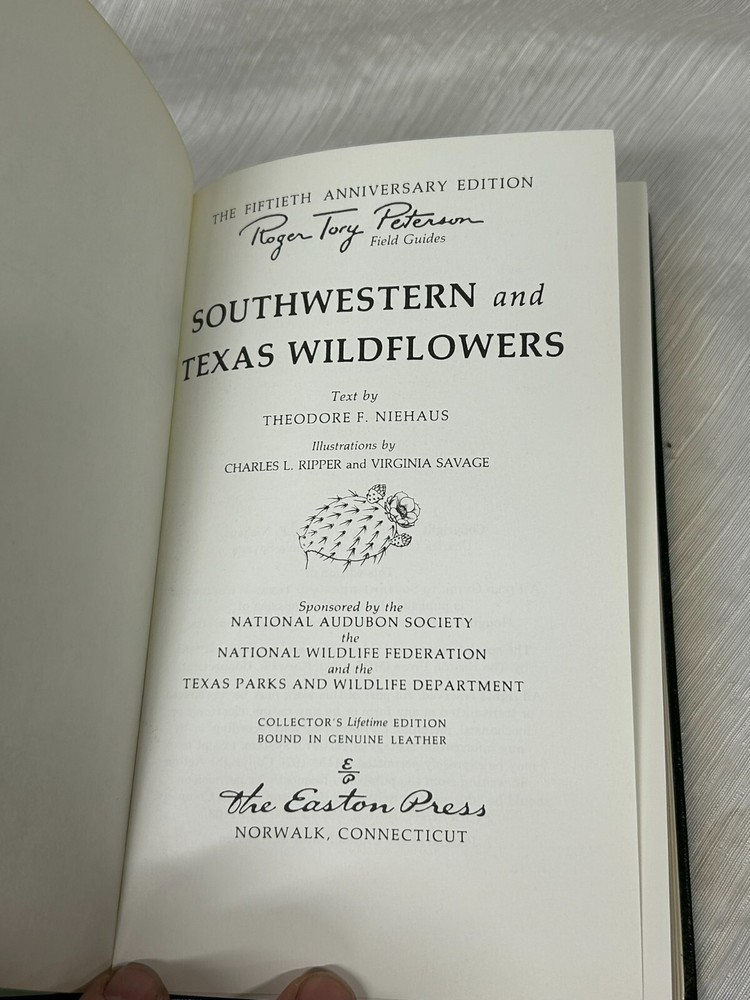 THE FIFTIETH ANNIVERSARY EDITION
Roger Tory Peterson
Field Guides
SOUTHWESTERN and
TEXAS WILDFLOWERS
Text by
THEODORE F. NIEHAUS
Illustrations by
CHARLES L. RIPPER and VIRGINIA SAVAGE
Sponsored by the
NATIONAL AUDUBON SOCIETY
the
NATIONAL WILDLIFE FEDERATION
and the
TEXAS PARKS AND WILDLIFE DEPARTMENT
COLLECTOR'S Lifetime EDITION
BOUND IN GENUINE LEATHER
E
P
The Easton Press
NORWALK, CONNECTICUT